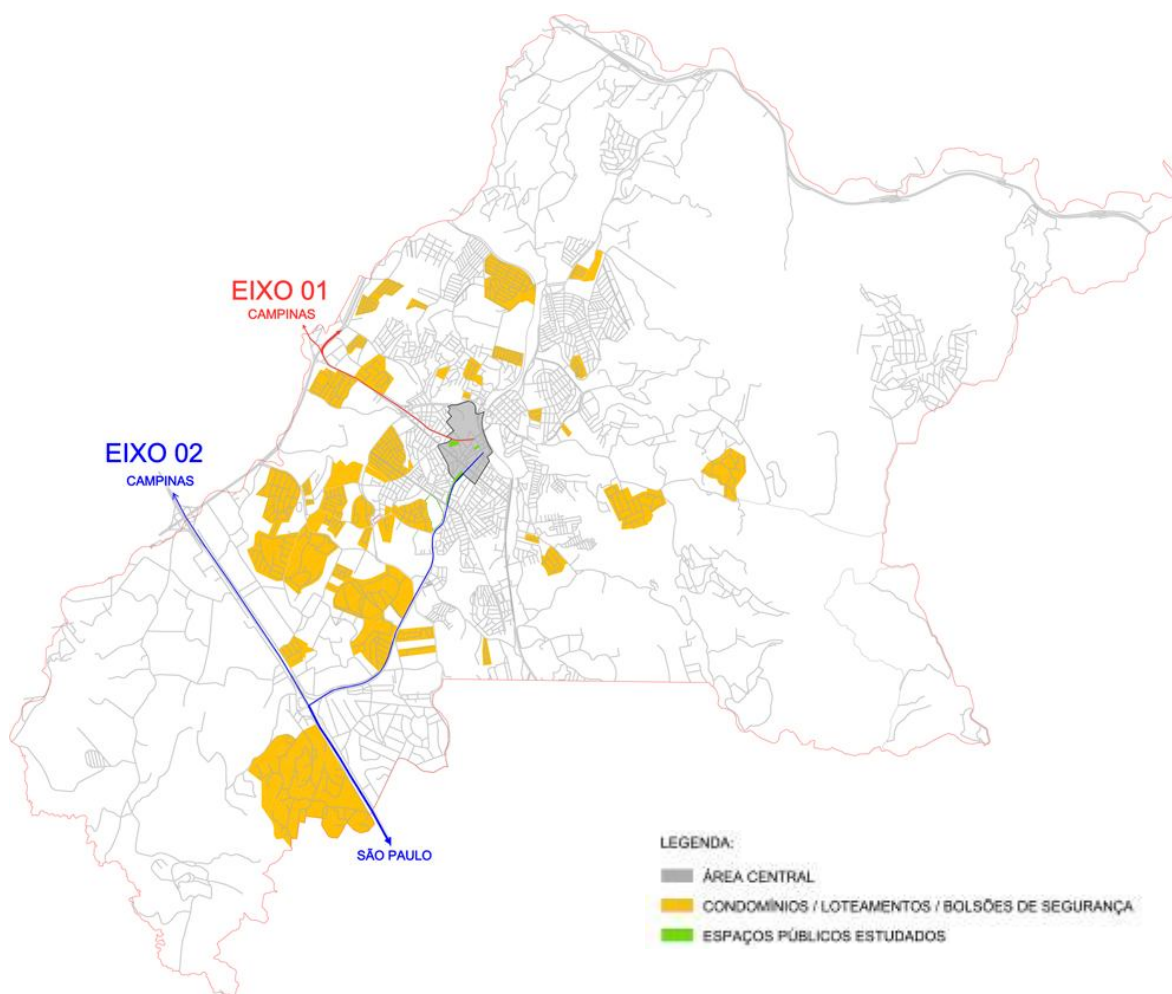 EIXO 01
CAMPINAS
EIXO 02
CAMPINAS
SÃO PAULO
LEGENDA:
ÁREA CENTRAL
CONDOMÍNIOS / LOTEAMENTOS / BOLSÕES DE SEGURANÇA
ESPAÇOS PÚBLICOS ESTUDADOS